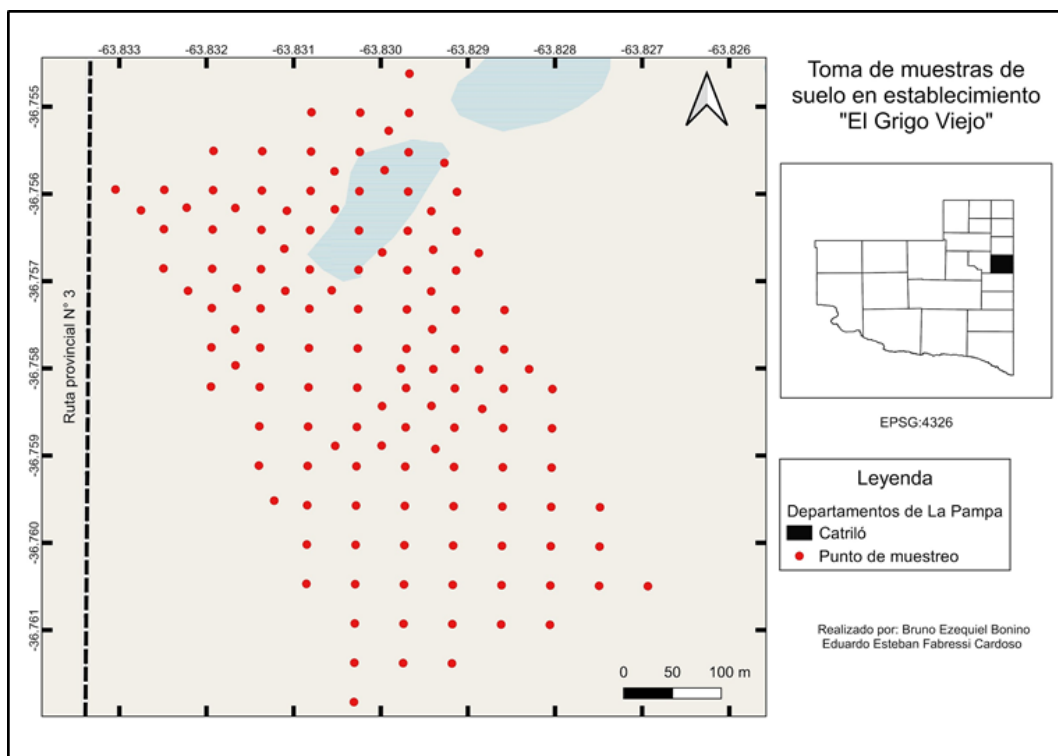 -63.833 -63.832 -63.831 -63.830 -63.829 -63.828 -63.827 -63.826
-36.755
-36.756
-36.757
-36.758
-36.759
-36.760
-36.761
Ruta provincial N° 3
0 50 100 m
Toma de muestras de
suelo en establecimiento
"El Grigo Viejo"
EPSG:4326
Leyenda
Departamentos de La Pampa
Catriló
Punto de muestreo
Realizado por: Bruno Ezequiel Bonino
Eduardo Esteban Fabressi Cardoso